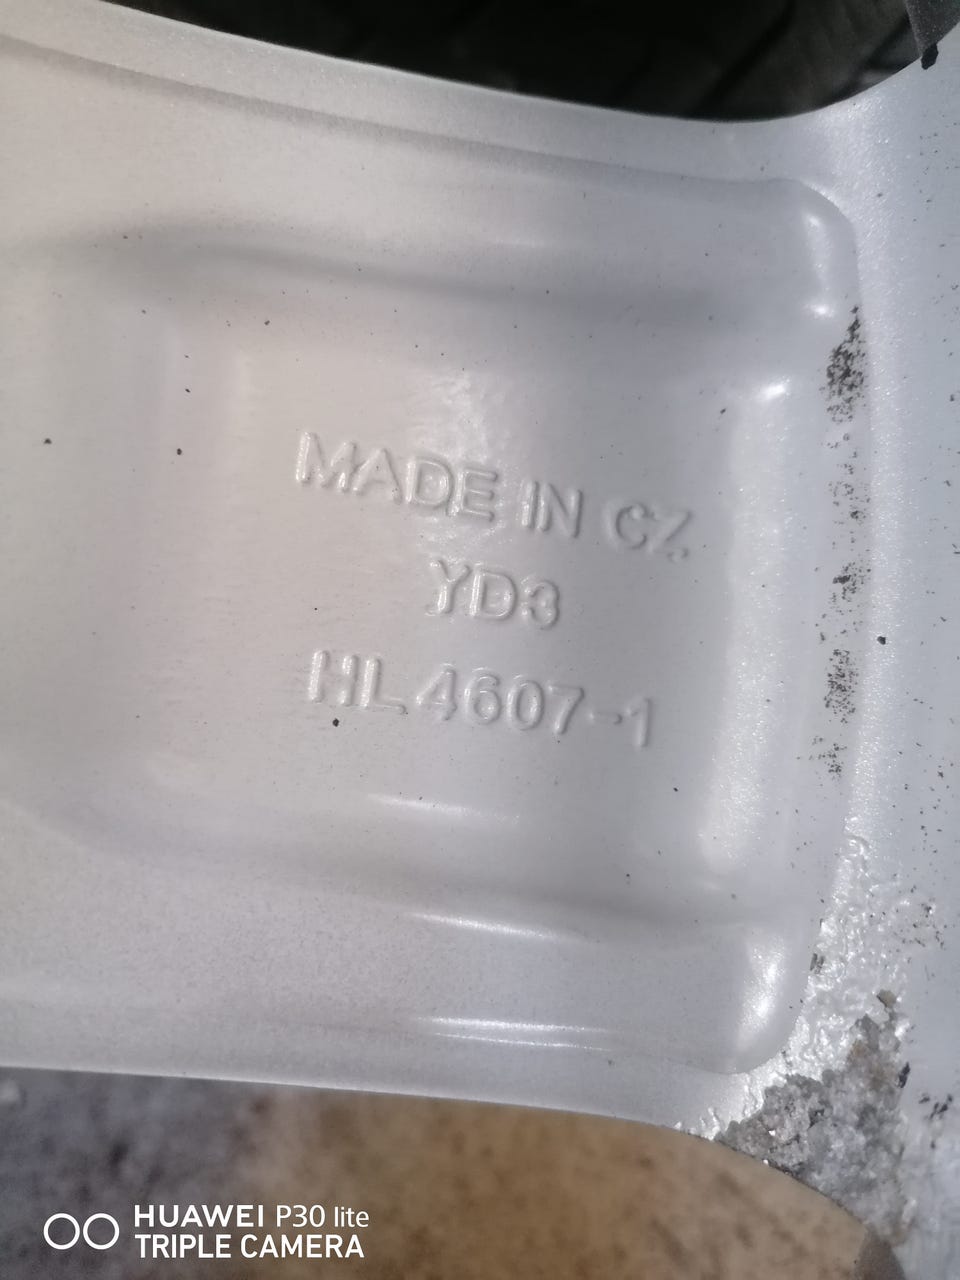 MADE IN CZ
YD3
HL4607-1
HUAWEI P30 lite
TRIPLE CAMERA